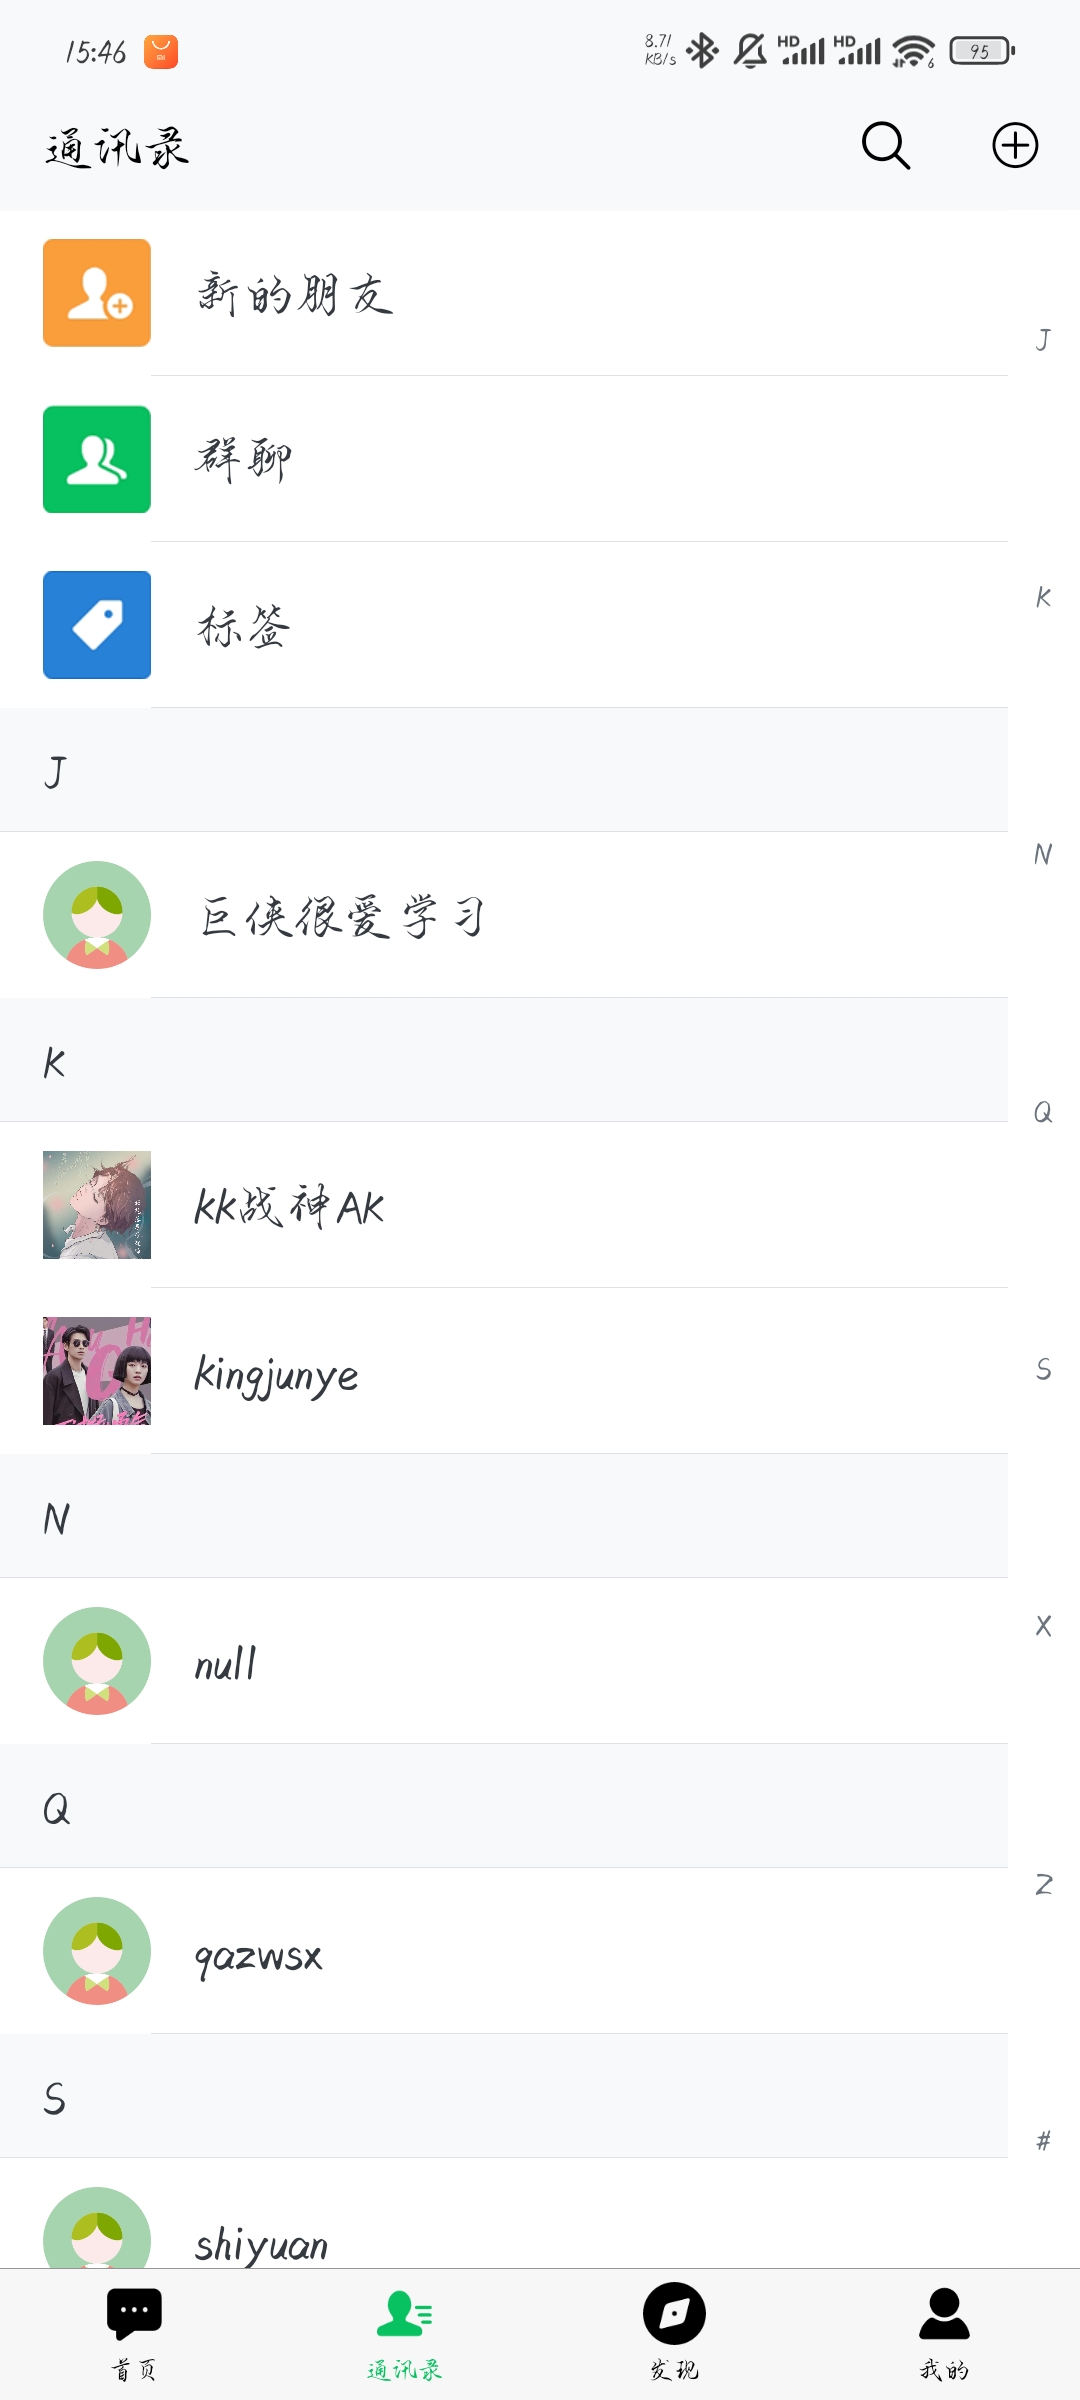 15:46
8.71
KB/s
HD
HD
6
95
通讯录
新的朋友
群聊
标签
J
巨侠很爱学习
K
kk战神AK
kingjunye
N
null
Q
qazwsx
S
shiyuan
J
K
N
Q
S
X
Z
#
首页
通讯录
发现
我的